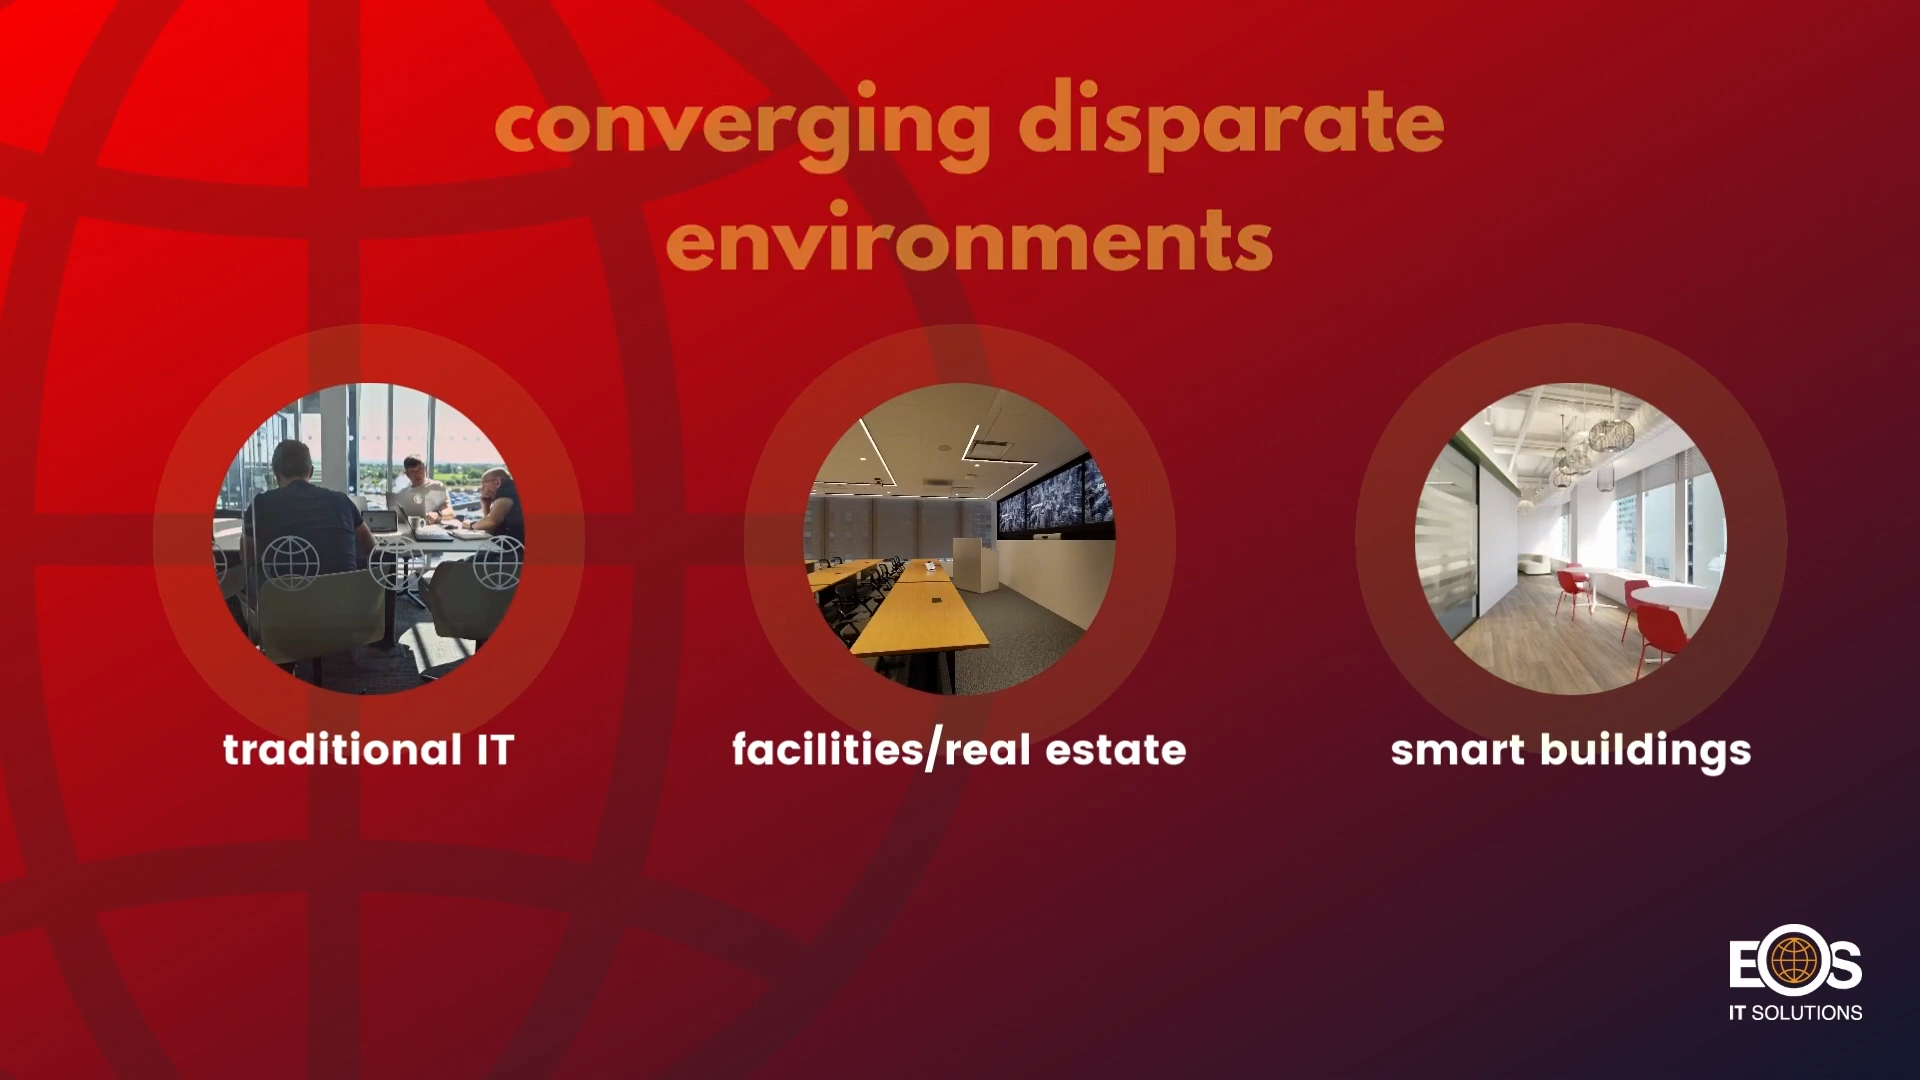 converging disparate
environments
traditional IT
facilities/real estate
smart buildings
EOS
IT SOLUTIONS